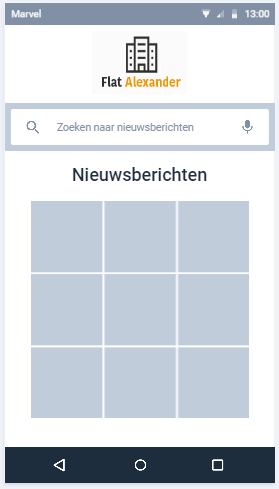 Marvel 13:00
Flat Alexander
Zoeken naar nieuwsberichten
Nieuwsberichten